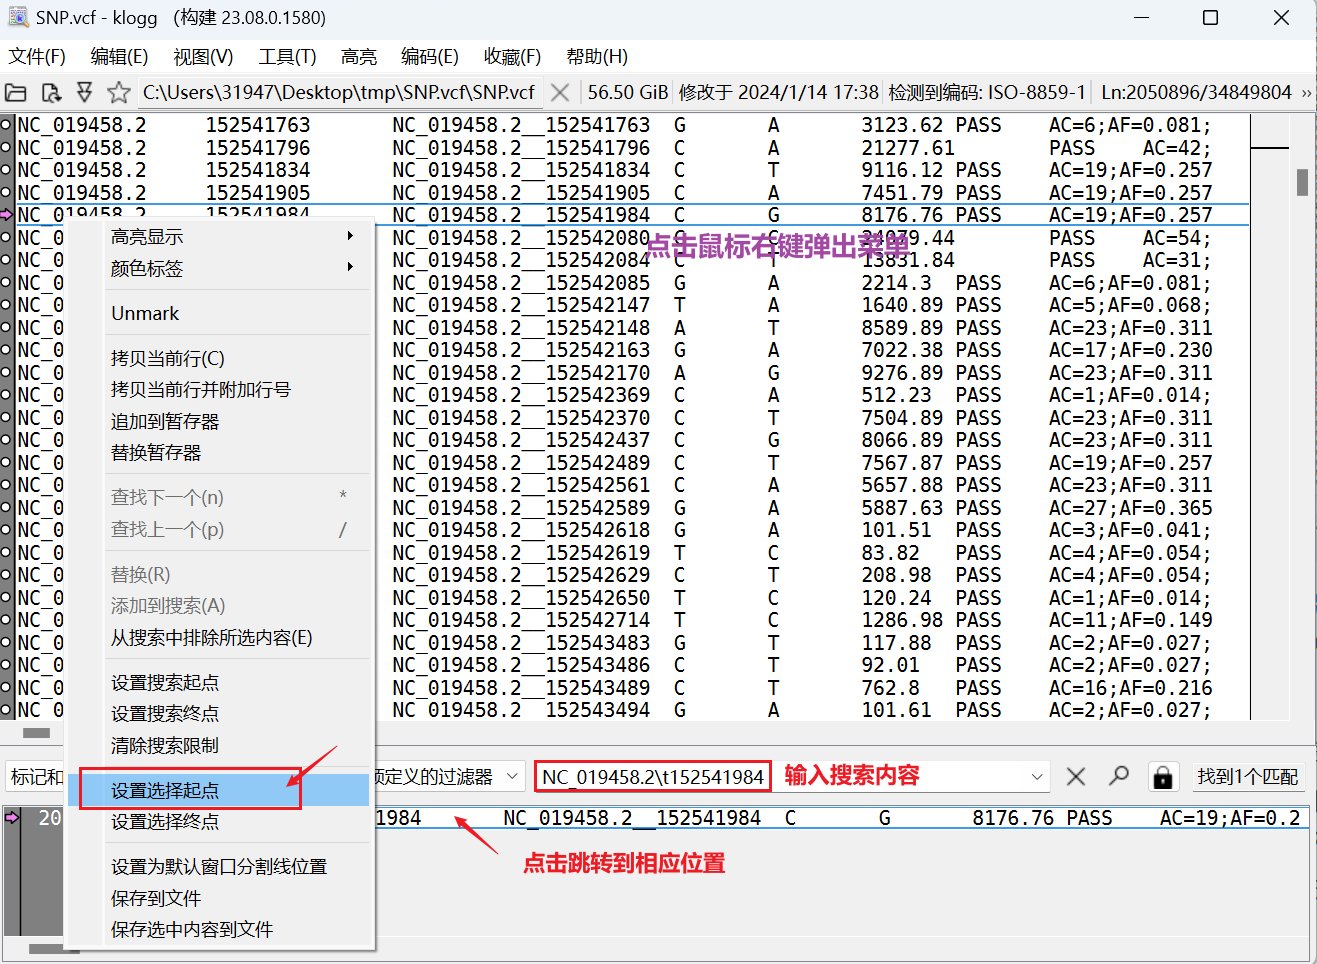 SNP.vcf - klogg （构建 23.08.0.1580)
文件(F) 编辑(E) 视图(V) 工具(T) 高亮 编码(E) 收藏(F) 帮助(H)
C:\Users\31947\Desktop\tmp\SNP.vcf\SNP.vcf 56.50 GiB 修改于 2024/1/14 17:38 检测到编码: ISO-8859-1 Ln:2050896/34849804 »
NC_019458.2 152541763 NC_019458.2__152541763 G A 3123.62 PASS AC=6;AF=0.081;
NC_019458.2 152541796 NC_019458.2__152541796 C A 21277.61 PASS AC=42;
NC_019458.2 152541834 NC_019458.2__152541834 C T 9116.12 PASS AC=19;AF=0.257
NC_019458.2 152541905 NC_019458.2__152541905 C A 7451.79 PASS AC=19;AF=0.257
NC_019458.2 152541984 NC_019458.2__152541984 C G 8176.76 PASS AC=19;AF=0.257
NC_0 NC_019458.2__152542080 C 24079.44 PASS AC=54;
点击鼠标右键弹出菜单
NC_0 NC_019458.2__152542084 C T 13831.84 PASS AC=31;
NC_0 NC_019458.2__152542085 G A 2214.3 PASS AC=6;AF=0.081;
NC_0 NC_019458.2__152542147 T A 1640.89 PASS AC=5;AF=0.068;
NC_0 NC_019458.2__152542148 A T 8589.89 PASS AC=23;AF=0.311
NC_0 NC_019458.2__152542163 G A 7022.38 PASS AC=17;AF=0.230
NC_0 NC_019458.2__152542170 A G 9276.89 PASS AC=23;AF=0.311
NC_0 NC_019458.2__152542369 C A 512.23 PASS AC=1;AF=0.014;
NC_0 NC_019458.2__152542370 C T 7504.89 PASS AC=23;AF=0.311
NC_0 NC_019458.2__152542437 C G 8066.89 PASS AC=23;AF=0.311
NC_0 NC_019458.2__152542489 C T 7567.87 PASS AC=19;AF=0.257
NC_0 NC_019458.2__152542561 C A 5657.88 PASS AC=23;AF=0.311
NC_0 NC_019458.2__152542589 G A 5887.63 PASS AC=27;AF=0.365
NC_0 NC_019458.2__152542618 G A 101.51 PASS AC=3;AF=0.041;
NC_0 NC_019458.2__152542619 T C 83.82 PASS AC=4;AF=0.054;
NC_0 NC_019458.2__152542629 C T 208.98 PASS AC=4;AF=0.054;
NC_0 NC_019458.2__152542650 T C 120.24 PASS AC=1;AF=0.014;
NC_0 NC_019458.2__152542714 T C 1286.98 PASS AC=11;AF=0.149
NC_0 NC_019458.2__152543483 G T 117.88 PASS AC=2;AF=0.027;
NC_0 NC_019458.2__152543486 C T 92.01 PASS AC=2;AF=0.027;
NC_0 NC_019458.2__152543489 C T 762.8 PASS AC=16;AF=0.216
NC_0 NC_019458.2__152543494 G A 101.61 PASS AC=2;AF=0.027;
高亮显示
颜色标签
Unmark
拷贝当前行(C)
拷贝当前行并附加行号
追加到暂存器
替换暂存器
查找下一个(n) *
查找上一个(p) /
替换(R)
添加到搜索(A)
从搜索中排除所选内容(E)
设置搜索起点
设置搜索终点
清除搜索限制
设置选择起点
设置选择终点
设置为默认窗口分割线位置
保存到文件
保存选中内容到文件
标记和 预定义的过滤器 NC_019458.2\t152541984 输入搜索内容 找到1个匹配
20 1984 NC_019458.2__152541984 C G 8176.76 PASS AC=19;AF=0.2
点击跳转到相应位置